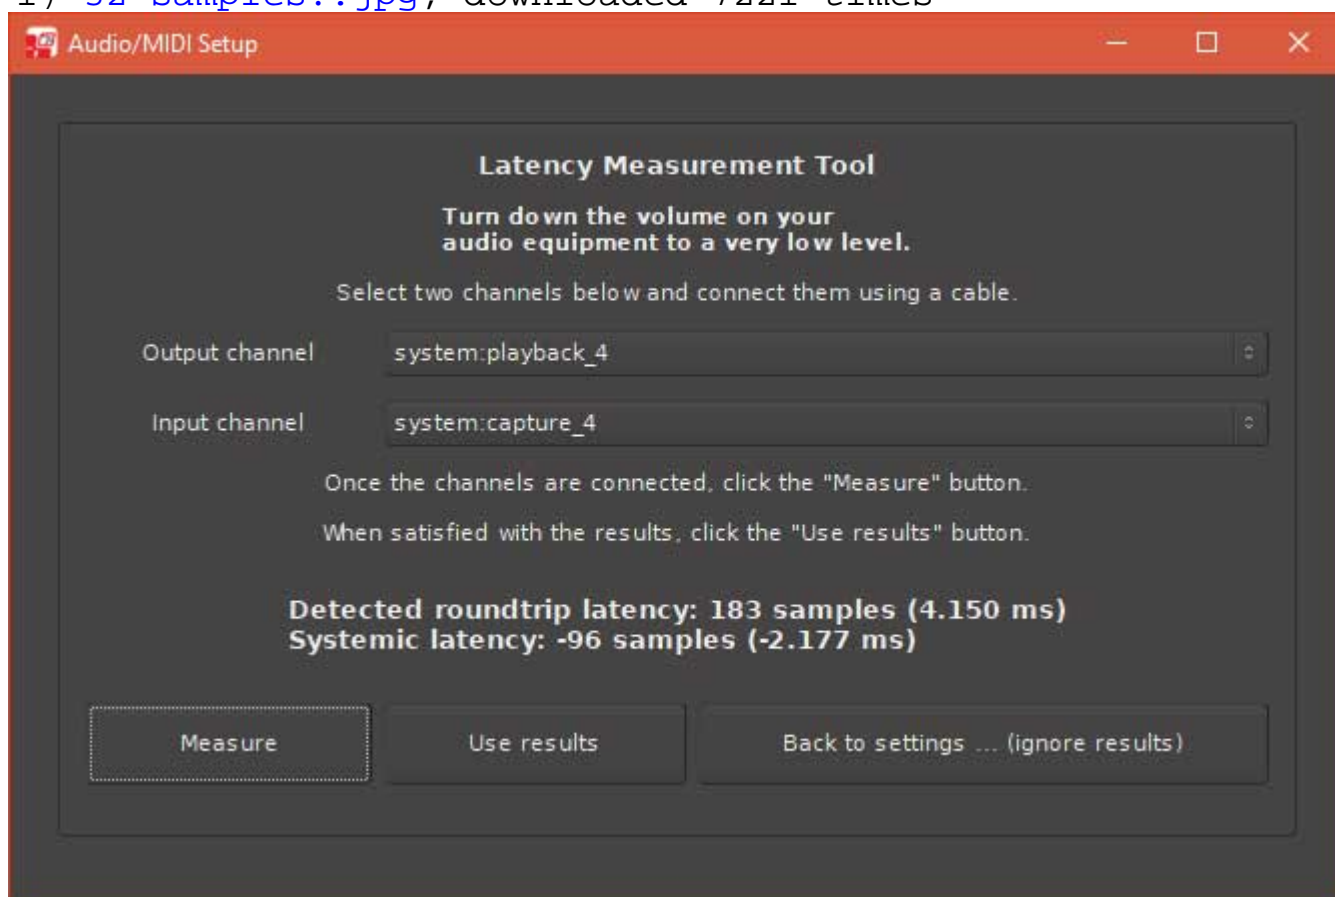 Audio/MIDI Setup
Latency Measurement Tool
Turn down the volume on your
audio equipment to a very low level.
Select two channels below and connect them using a cable.
Output channel system:playback_4
Input channel system:capture_4
Once the channels are connected, click the "Measure" button.
When satisfied with the results, click the "Use results" button.
Detected roundtrip latency: 183 samples (4.150 ms)
Systemic latency: -96 samples (-2.177 ms)
Measure Use results Back to settings ... (ignore results)